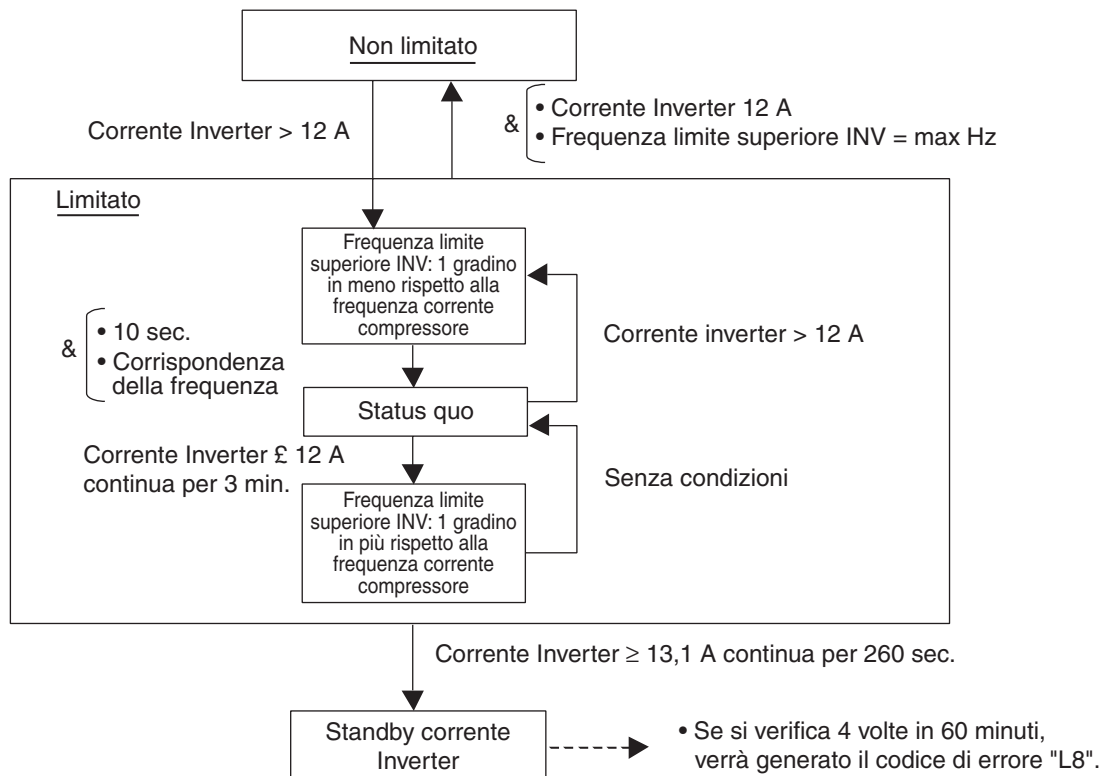 Non limitato
Corrente Inverter > 12 A
&
• Corrente Inverter 12 A
• Frequenza limite superiore INV = max Hz
Limitato
Frequenza limite
superiore INV: 1 gradino
in meno rispetto alla
frequenza corrente
compressore
&
• 10 sec.
• Corrispondenza
della frequenza
Corrente inverter > 12 A
Status quo
Corrente Inverter £ 12 A
continua per 3 min.
Senza condizioni
Frequenza limite
superiore INV: 1 gradino
in più rispetto alla
frequenza corrente
compressore
Corrente Inverter ≥ 13,1 A continua per 260 sec.
Standby corrente
Inverter
• Se si verifica 4 volte in 60 minuti,
verrà generato il codice di errore "L8".